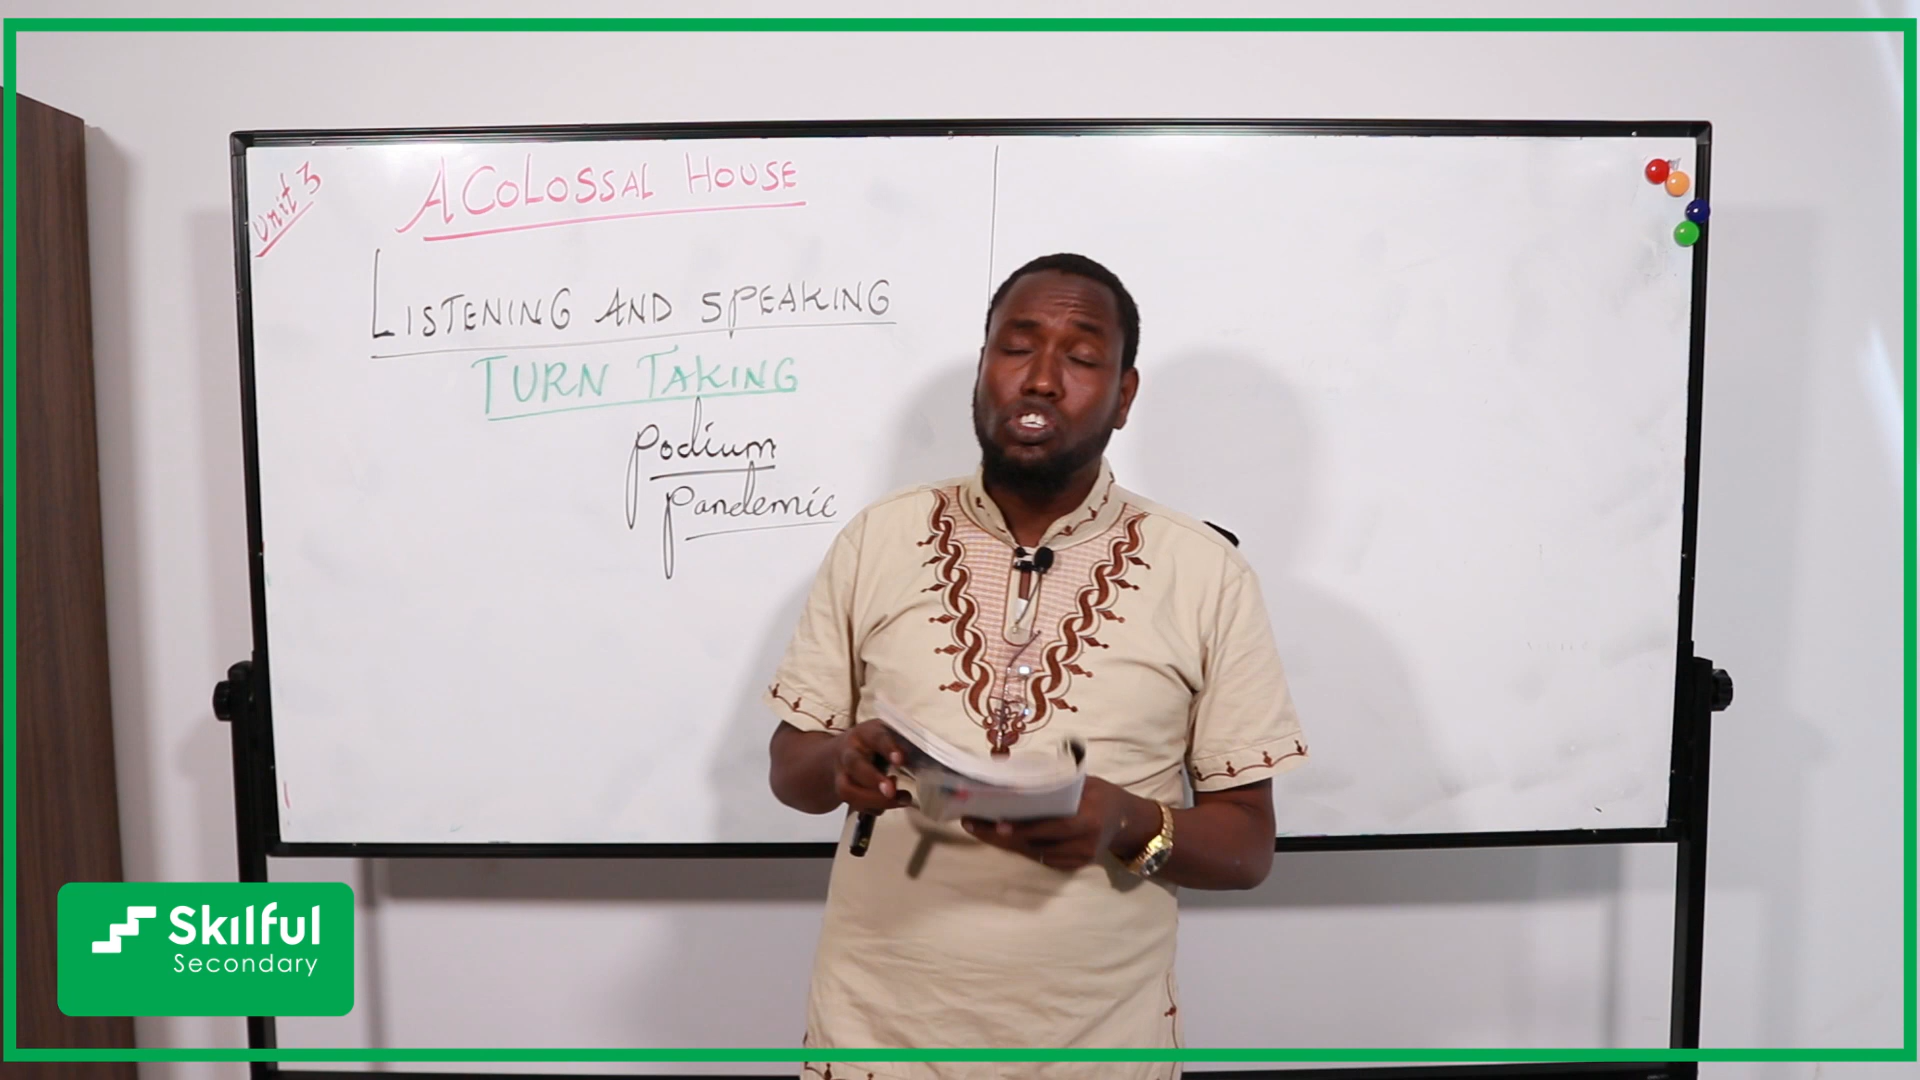 Unit 3
A COLOSSAL HOUSE
LISTENING AND SPEAKING
TURN TAKING
podium
pandemic
Skilful
Secondary